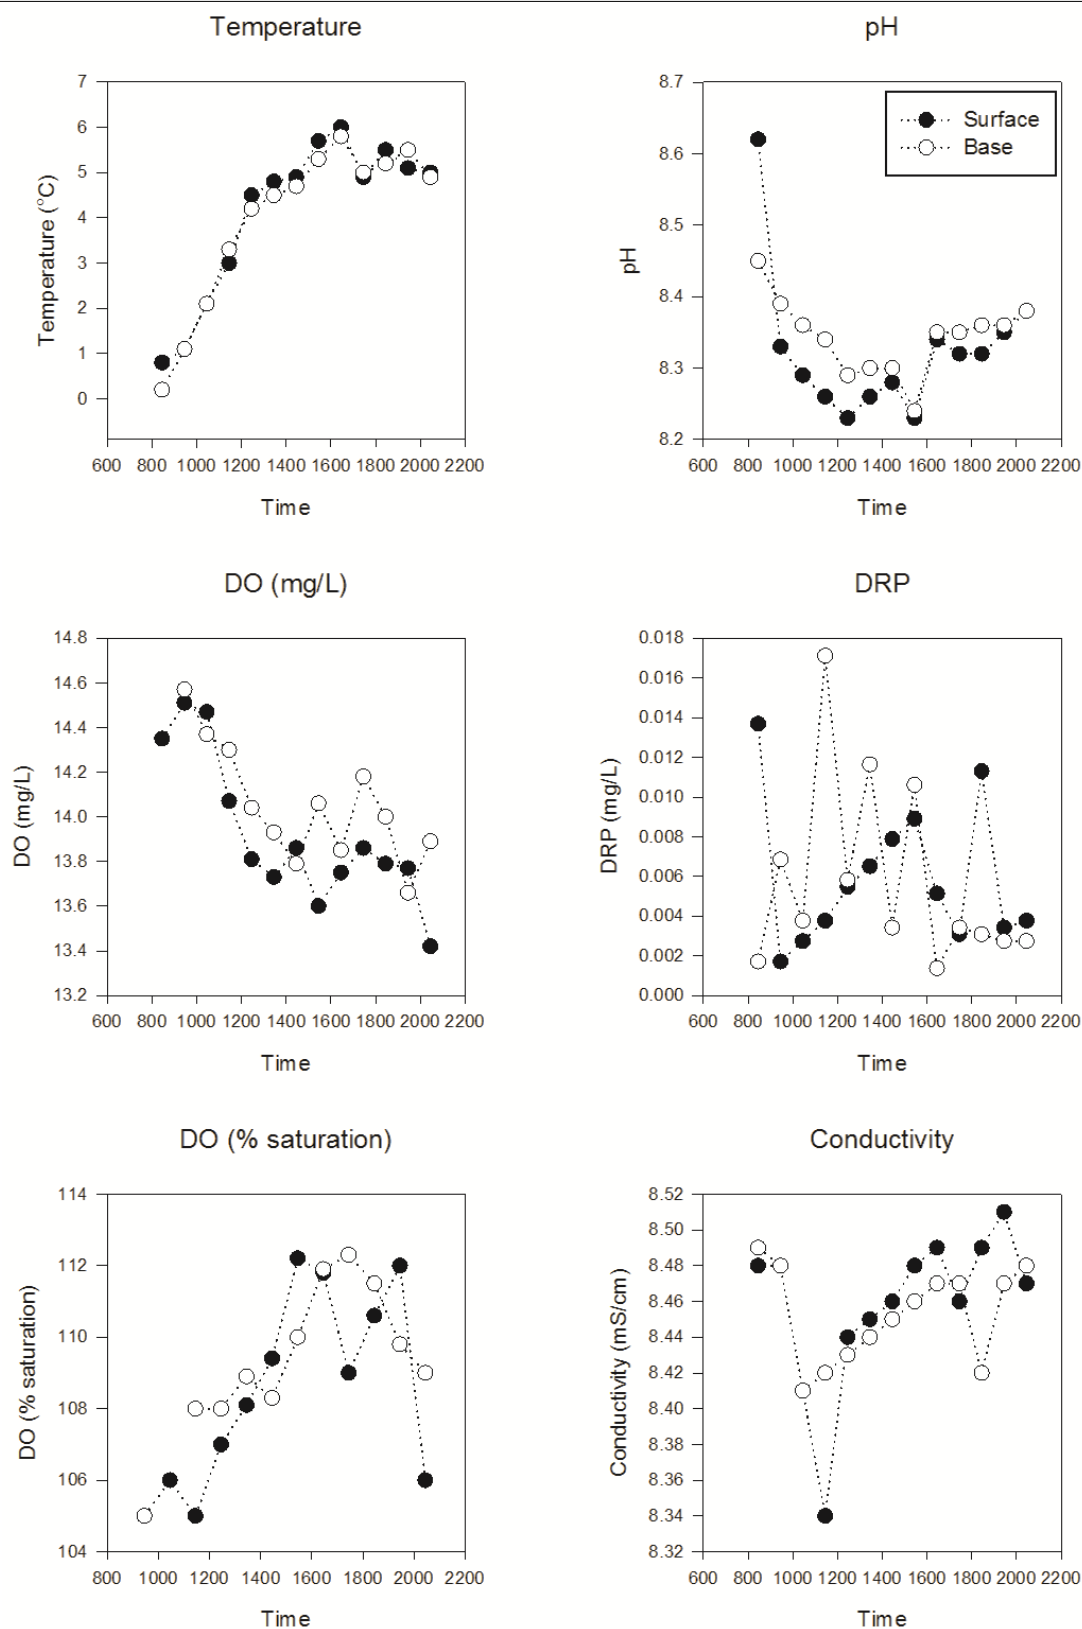 Temperature
7
6
5
4
3
2
1
0
Temperature (°C)
600 800 1000 1200 1400 1600 1800 2000 2200
Time
pH
8.7
8.6
8.5
8.4
8.3
8.2
pH
Surface
Base
600 800 1000 1200 1400 1600 1800 2000 2200
Time
DO (mg/L)
14.8
14.6
14.4
14.2
14.0
13.8
13.6
13.4
13.2
DO (mg/L)
600 800 1000 1200 1400 1600 1800 2000 2200
Time
DRP
0.018
0.016
0.014
0.012
0.010
0.008
0.006
0.004
0.002
0.000
DRP (mg/L)
600 800 1000 1200 1400 1600 1800 2000 2200
Time
DO (% saturation)
114
112
110
108
106
104
DO (% saturation)
800 1000 1200 1400 1600 1800 2000 2200
Time
Conductivity
8.52
8.50
8.48
8.46
8.44
8.42
8.40
8.38
8.36
8.34
8.32
Conductivity (mS/cm)
600 800 1000 1200 1400 1600 1800 2000 2200
Time